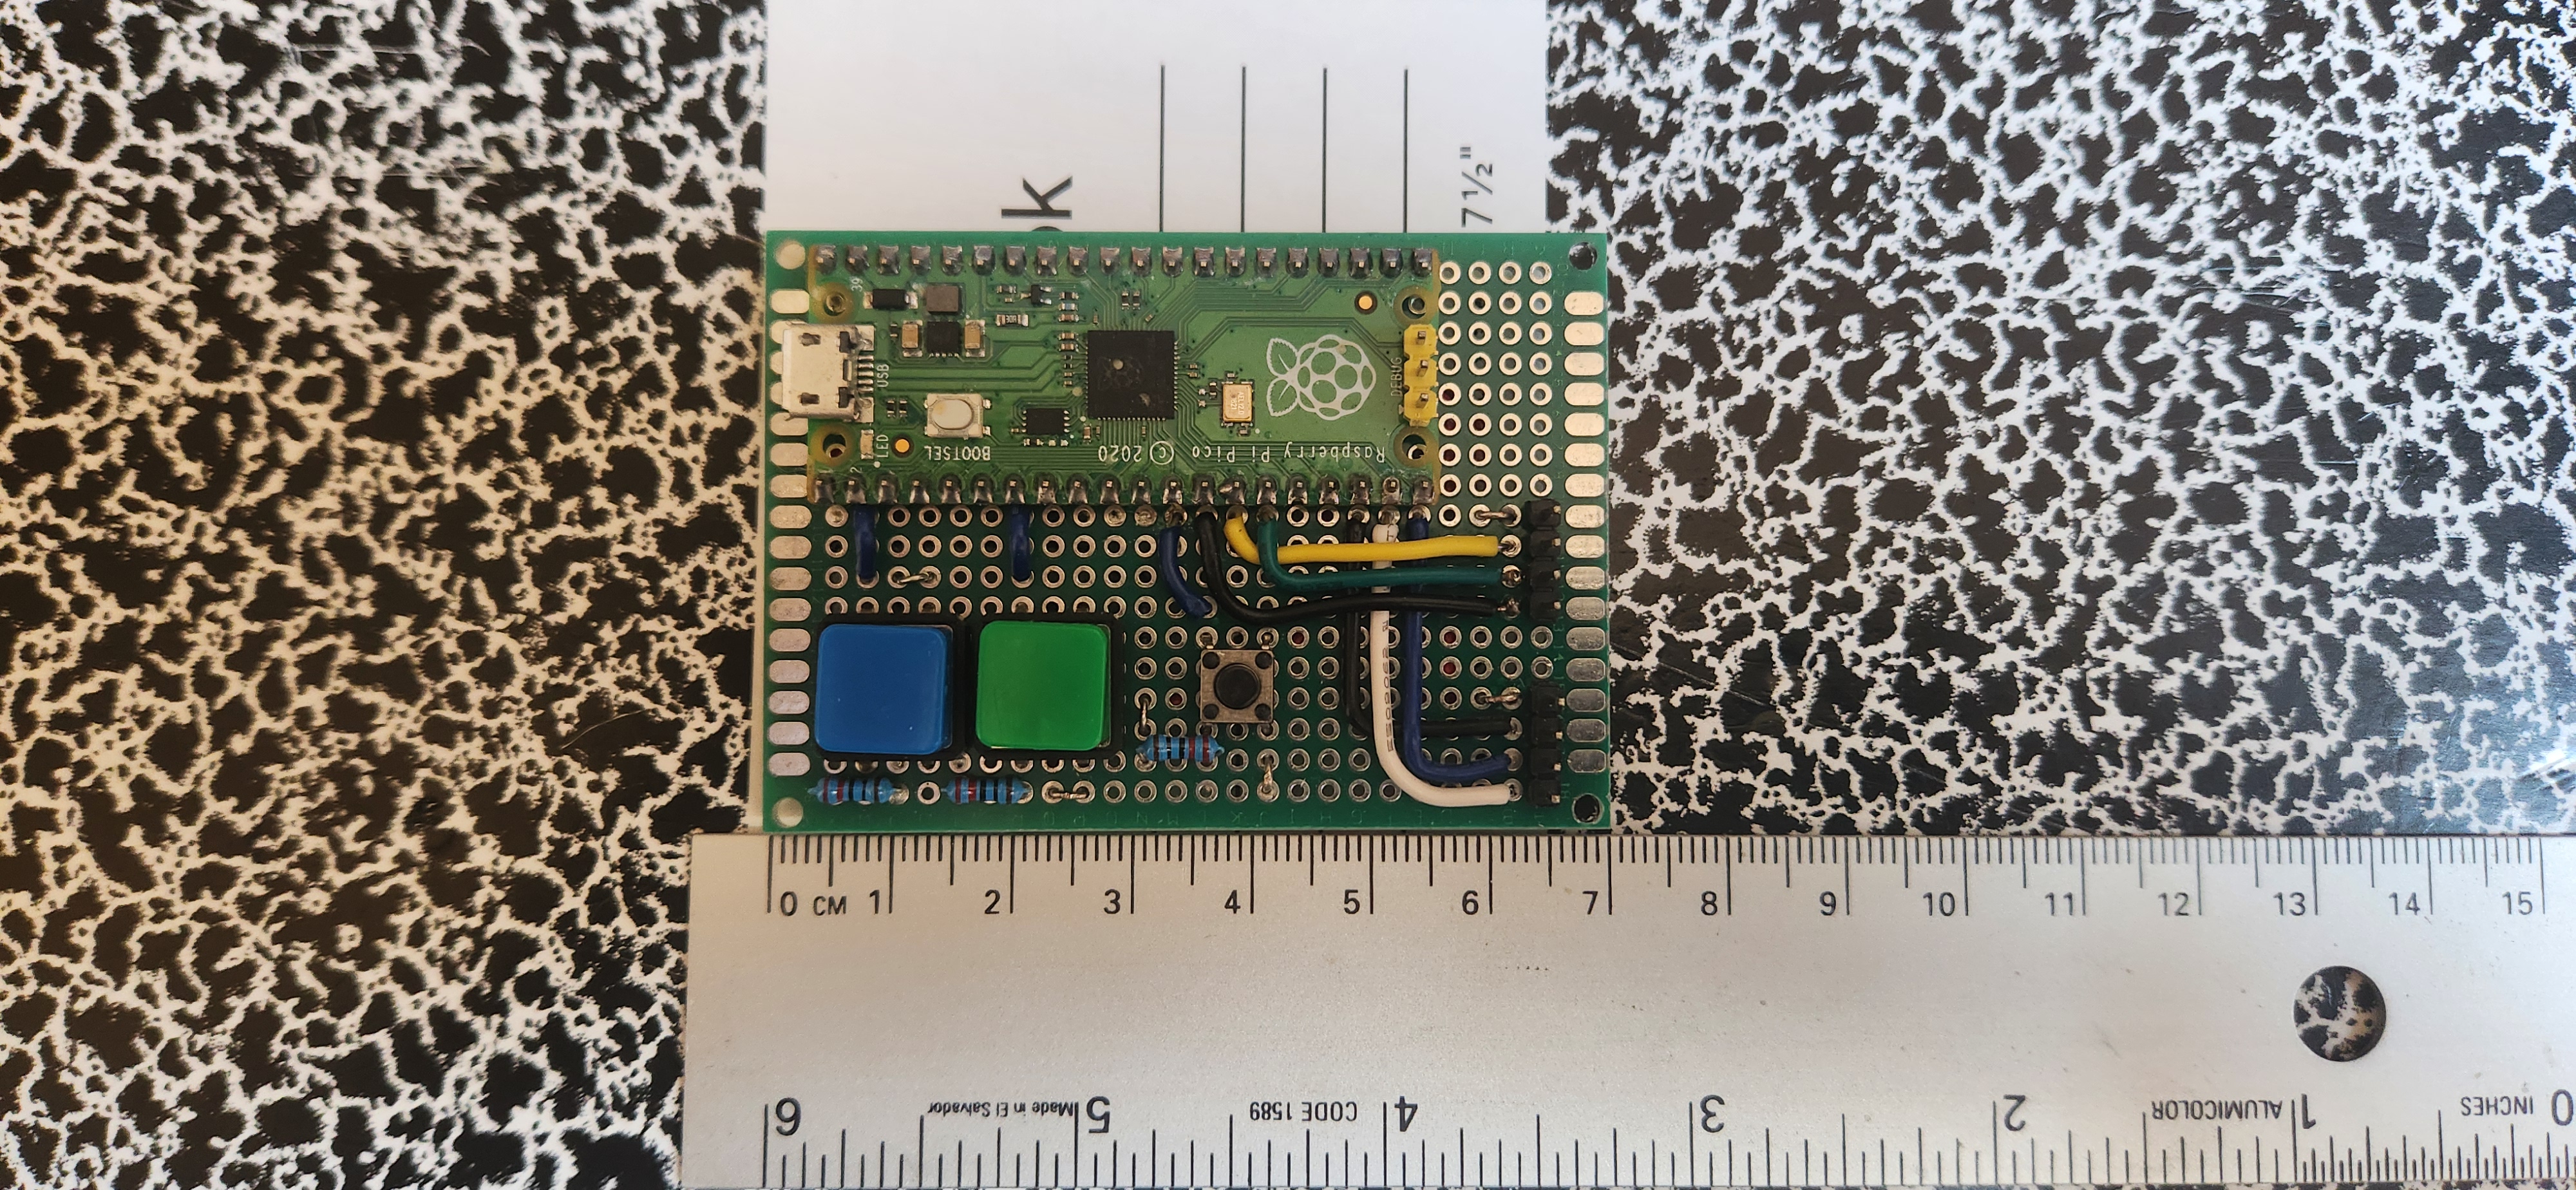 ok
7½"
39
USB
DEBUG
LED
2
BOOTSEL
© 2020
Raspberry Pi Pico
0 CM 1 2 3 4 5 6 7 8 9 10 11 12 13 14 15
6 5 4 3 2 1 0
Made in El Salvador
CODE 1589
ALUMICOLOR
INCHES